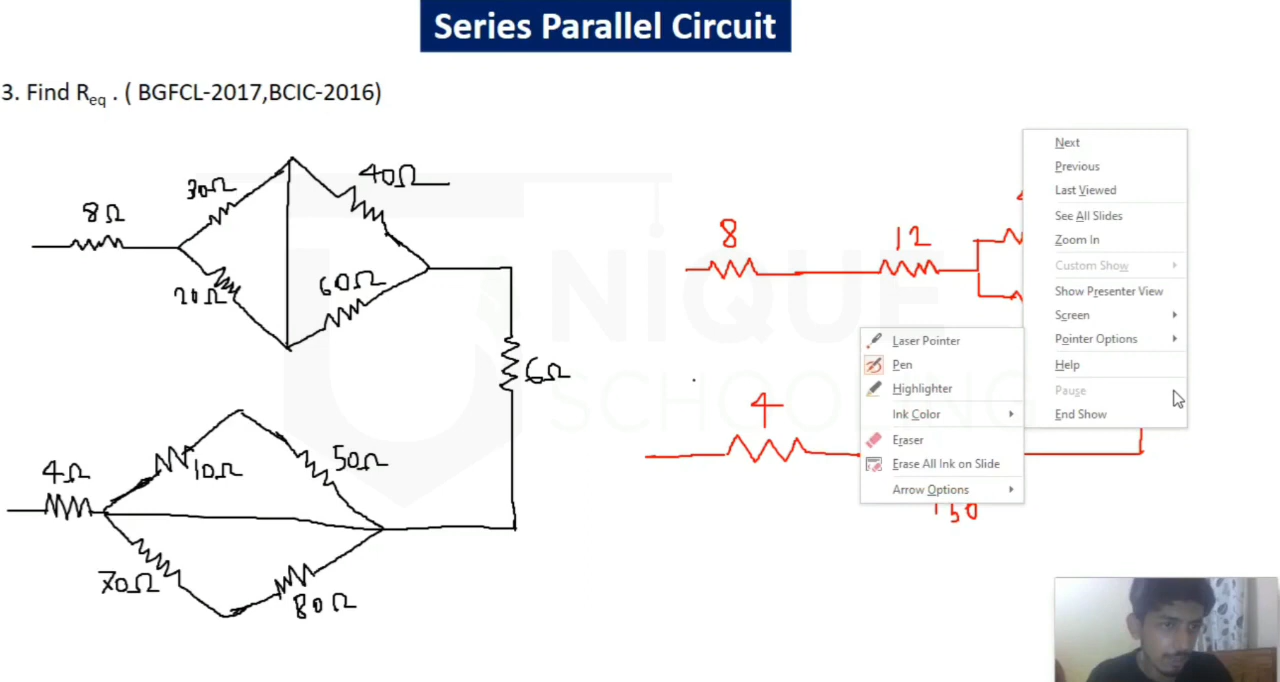 Series Parallel Circuit
3. Find Req . ( BGFCL-2017,BCIC-2016)
30Ω
40Ω
8Ω
20Ω
60Ω
6Ω
4Ω
10Ω
50Ω
70Ω
80Ω
8
12
4
150
UNIQUE
SCHOOLING
Next
Previous
Last Viewed
See All Slides
Zoom In
Custom Show
Show Presenter View
Screen
Pointer Options
Help
Pause
End Show
Laser Pointer
Pen
Highlighter
Ink Color
Eraser
Erase All Ink on Slide
Arrow Options